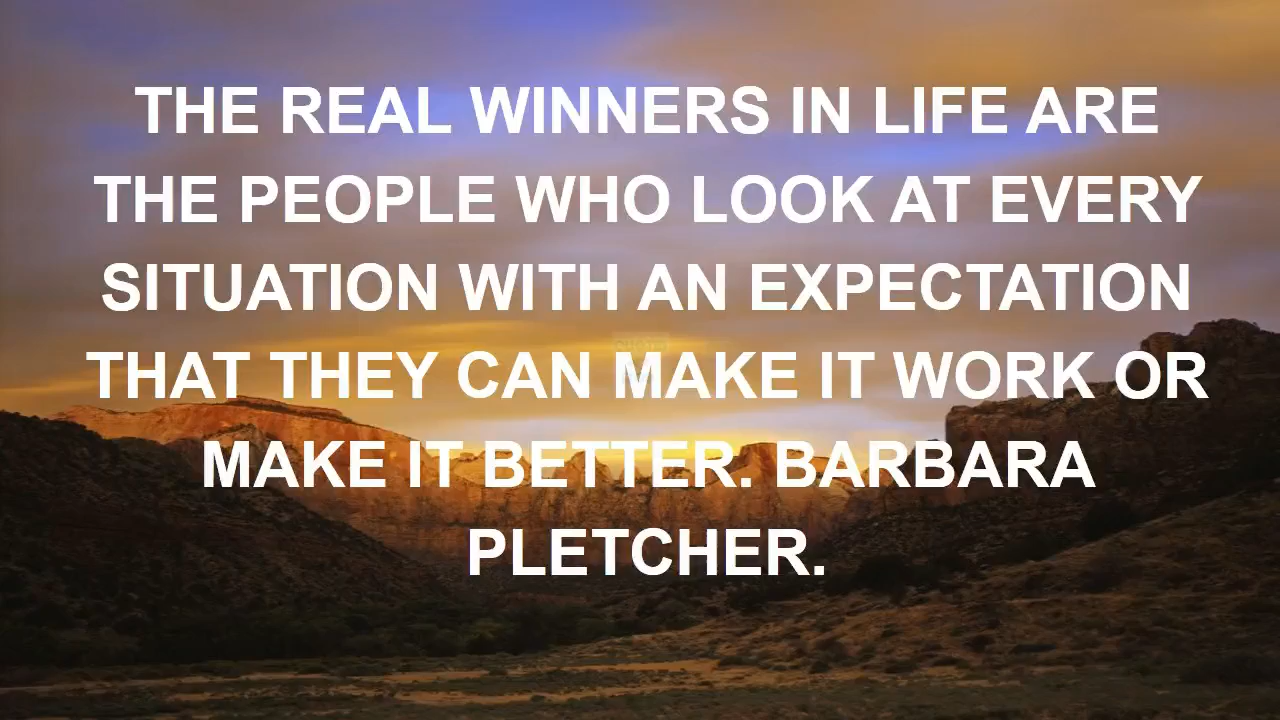 THE REAL WINNERS IN LIFE ARE
THE PEOPLE WHO LOOK AT EVERY
SITUATION WITH AN EXPECTATION
THAT THEY CAN MAKE IT WORK OR
MAKE IT BETTER. BARBARA
PLETCHER.